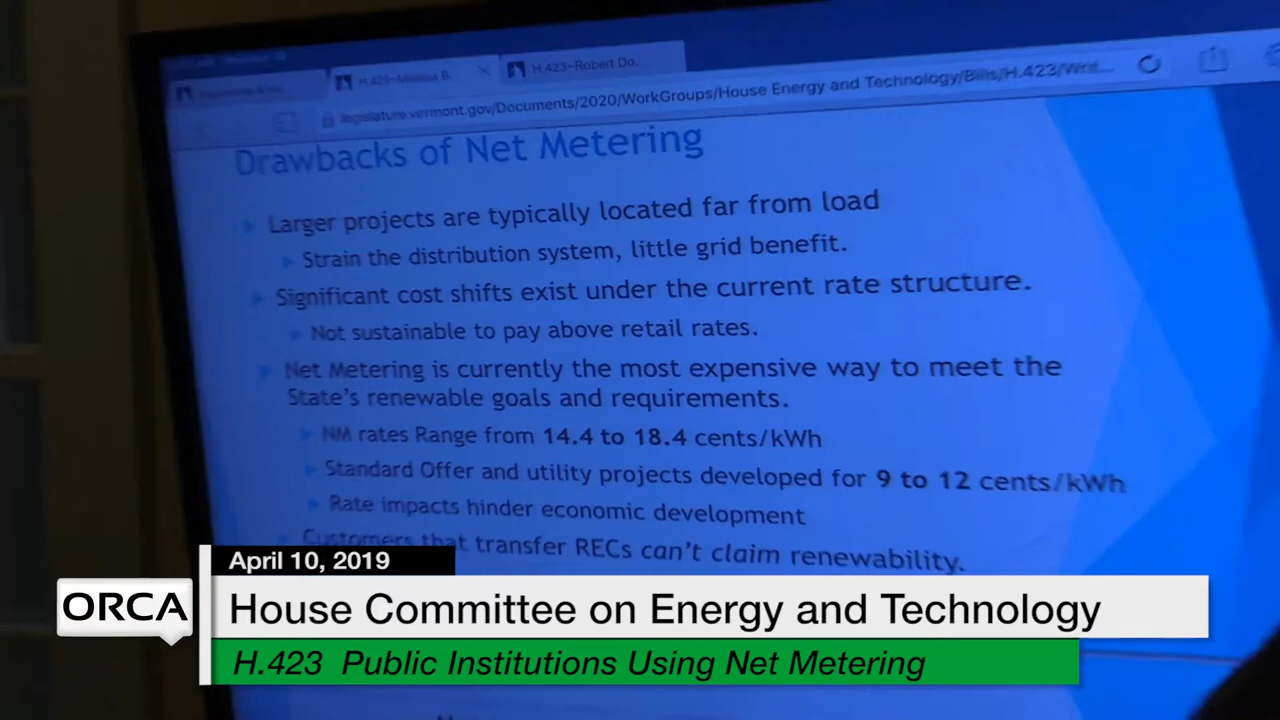 H.423-Robert Do...
legislature.vermont.gov/Documents/2020/WorkGroups/House Energy and Technology/Bills/H.423/Writ...
Drawbacks of Net Metering
Larger projects are typically located far from load
Strain the distribution system, little grid benefit.
Significant cost shifts exist under the current rate structure.
Not sustainable to pay above retail rates.
Net Metering is currently the most expensive way to meet the
State's renewable goals and requirements.
NM rates Range from 14.4 to 18.4 cents/kWh
Standard Offer and utility projects developed for 9 to 12 cents/kWh
Rate impacts hinder economic development
Customers that transfer RECs can't claim renewability.
April 10, 2019
ORCA
House Committee on Energy and Technology
H.423 Public Institutions Using Net Metering